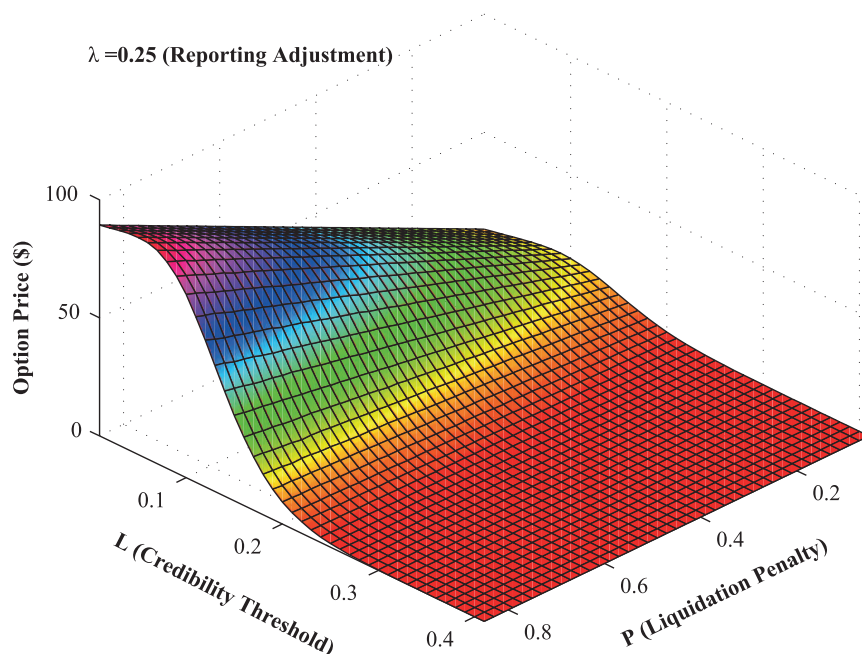 λ =0.25 (Reporting Adjustment)
100
50
0
Option Price ($)
0.1
0.2
0.3
0.4
L (Credibility Threshold)
0.2
0.4
0.6
0.8
P (Liquidation Penalty)